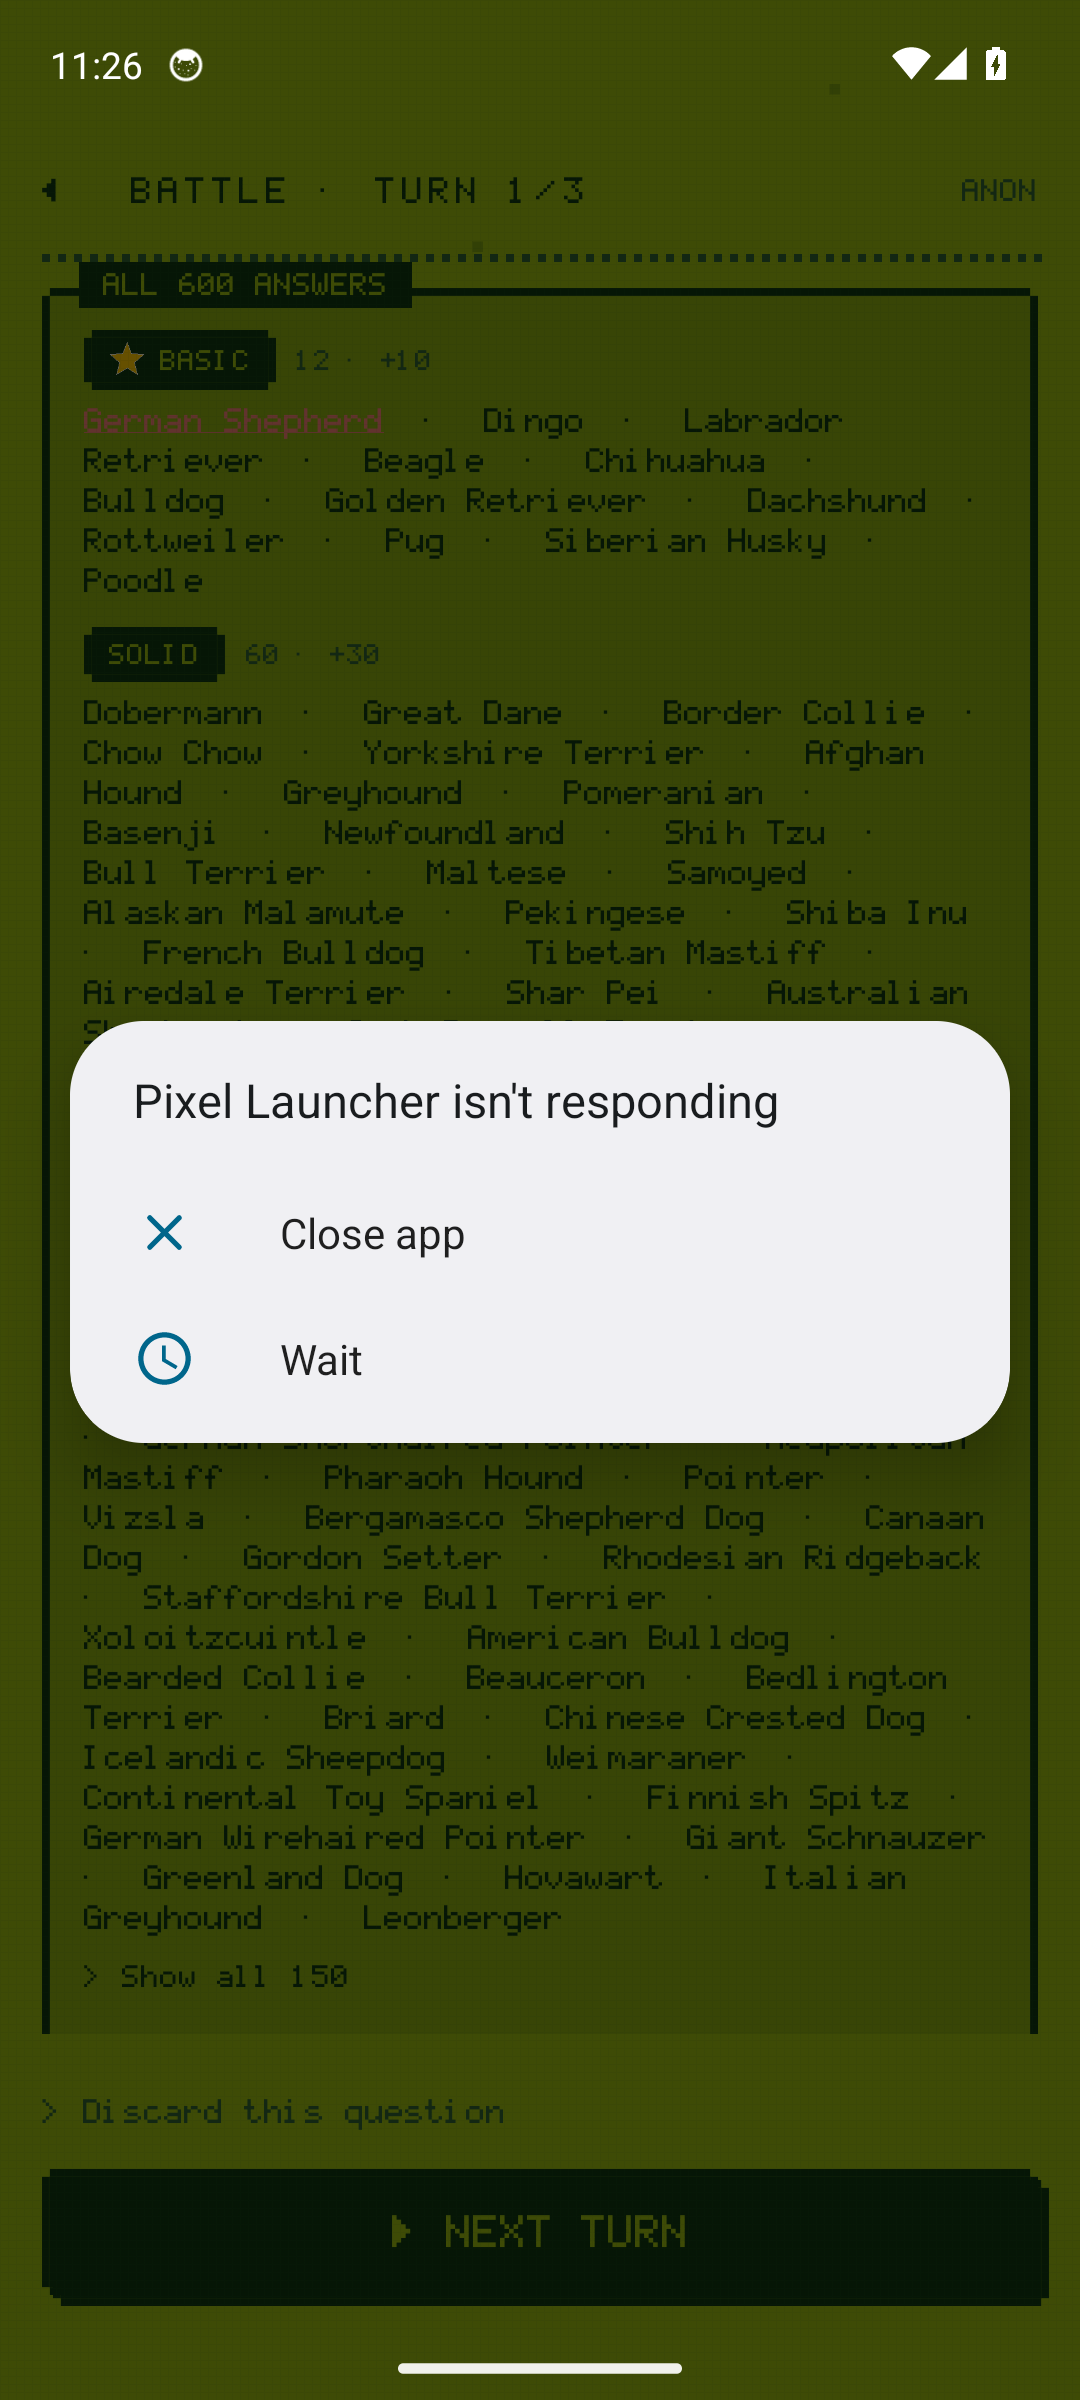 11:26
BATTLE · TURN 1/3
ANON
ALL 600 ANSWERS
BASIC 12 · +10
German Shepherd · Dingo · Labrador
Retriever · Beagle · Chihuahua ·
Bulldog · Golden Retriever · Dachshund ·
Rottweiler · Pug · Siberian Husky ·
Poodle
SOLID 60 · +30
Dobermann · Great Dane · Border Collie ·
Chow Chow · Yorkshire Terrier · Afghan
Hound · Greyhound · Pomeranian ·
Basenji · Newfoundland · Shih Tzu ·
Bull Terrier · Maltese · Samoyed ·
Alaskan Malamute · Pekingese · Shiba Inu
· French Bulldog · Tibetan Mastiff ·
Airedale Terrier · Shar Pei · Australian
Pixel Launcher isn't responding
Close app
Wait
Mastiff · Pharaoh Hound · Pointer ·
Vizsla · Bergamasco Shepherd Dog · Canaan
Dog · Gordon Setter · Rhodesian Ridgeback
· Staffordshire Bull Terrier ·
Xoloitzcuintle · American Bulldog ·
Bearded Collie · Beauceron · Bedlington
Terrier · Briard · Chinese Crested Dog ·
Icelandic Sheepdog · Weimaraner ·
Continental Toy Spaniel · Finnish Spitz ·
German Wirehaired Pointer · Giant Schnauzer
· Greenland Dog · Hovawart · Italian
Greyhound · Leonberger
> Show all 150
> Discard this question
NEXT TURN